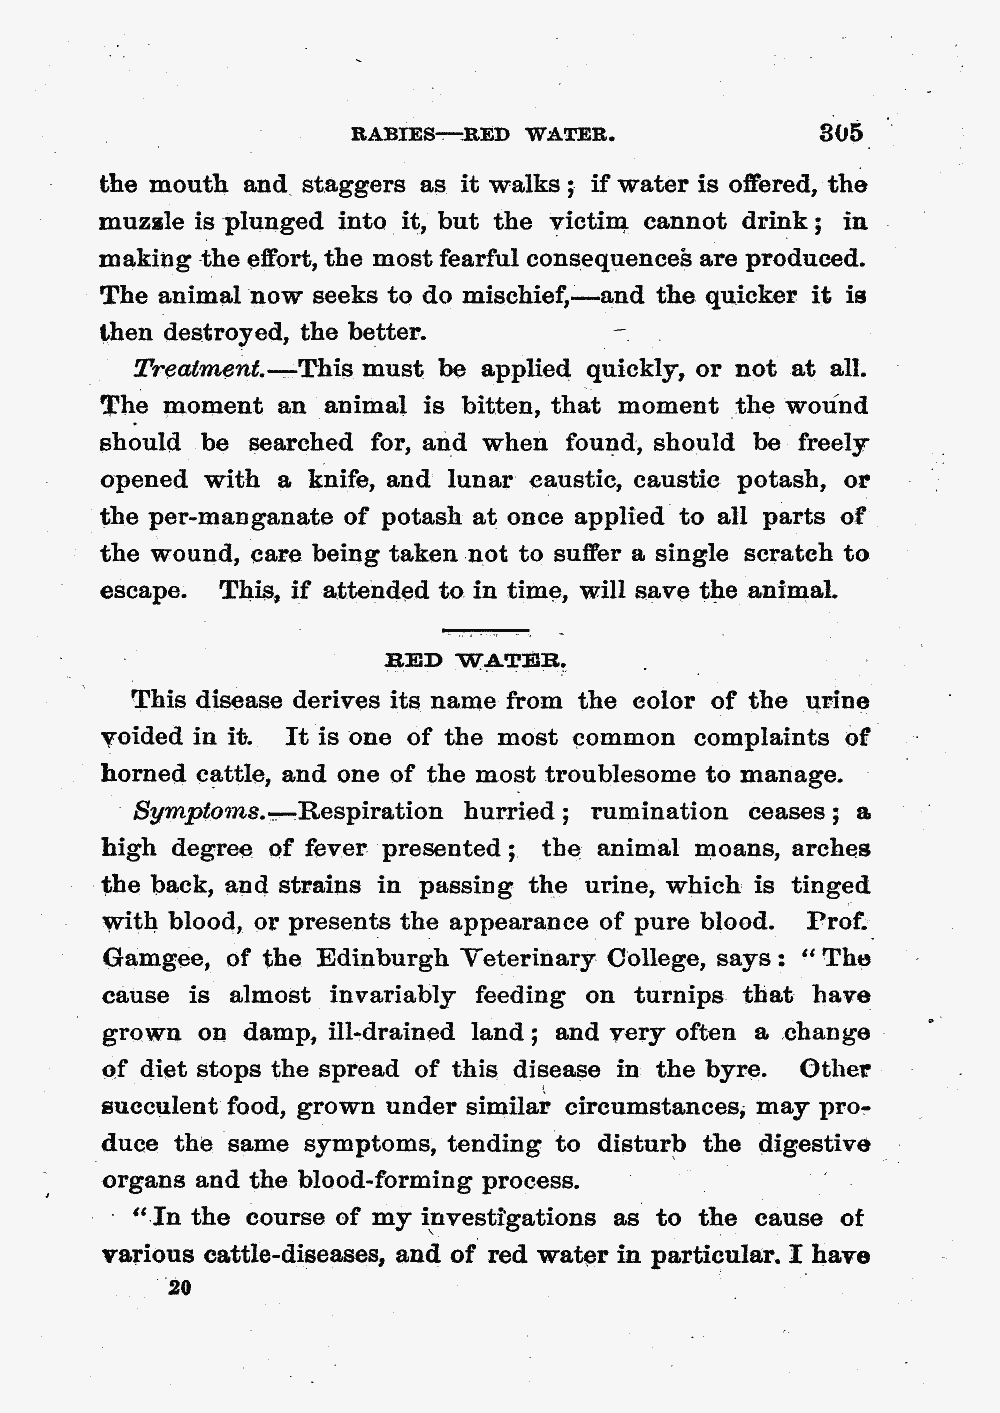 RABIES—RED WATER. 305
the mouth and staggers as it walks; if water is offered, the
muzzle is plunged into it, but the victim cannot drink; in
making the effort, the most fearful consequences are produced.
The animal now seeks to do mischief,—and the quicker it is
then destroyed, the better.
Treatment.—This must be applied quickly, or not at all.
The moment an animal is bitten, that moment the wound
should be searched for, and when found, should be freely
opened with a knife, and lunar caustic, caustic potash, or
the per-manganate of potash at once applied to all parts of
the wound, care being taken not to suffer a single scratch to
escape. This, if attended to in time, will save the animal.
RED WATER.
This disease derives its name from the color of the urine
voided in it. It is one of the most common complaints of
horned cattle, and one of the most troublesome to manage.
Symptoms.—Respiration hurried; rumination ceases; a
high degree of fever presented; the animal moans, arches
the back, and strains in passing the urine, which is tinged
with blood, or presents the appearance of pure blood. Prof.
Gamgee, of the Edinburgh Veterinary College, says: "The
cause is almost invariably feeding on turnips that have
grown on damp, ill-drained land; and very often a change
of diet stops the spread of this disease in the byre. Other
succulent food, grown under similar circumstances, may pro-
duce the same symptoms, tending to disturb the digestive
organs and the blood-forming process.
"In the course of my investigations as to the cause of
various cattle-diseases, and of red water in particular. I have
20